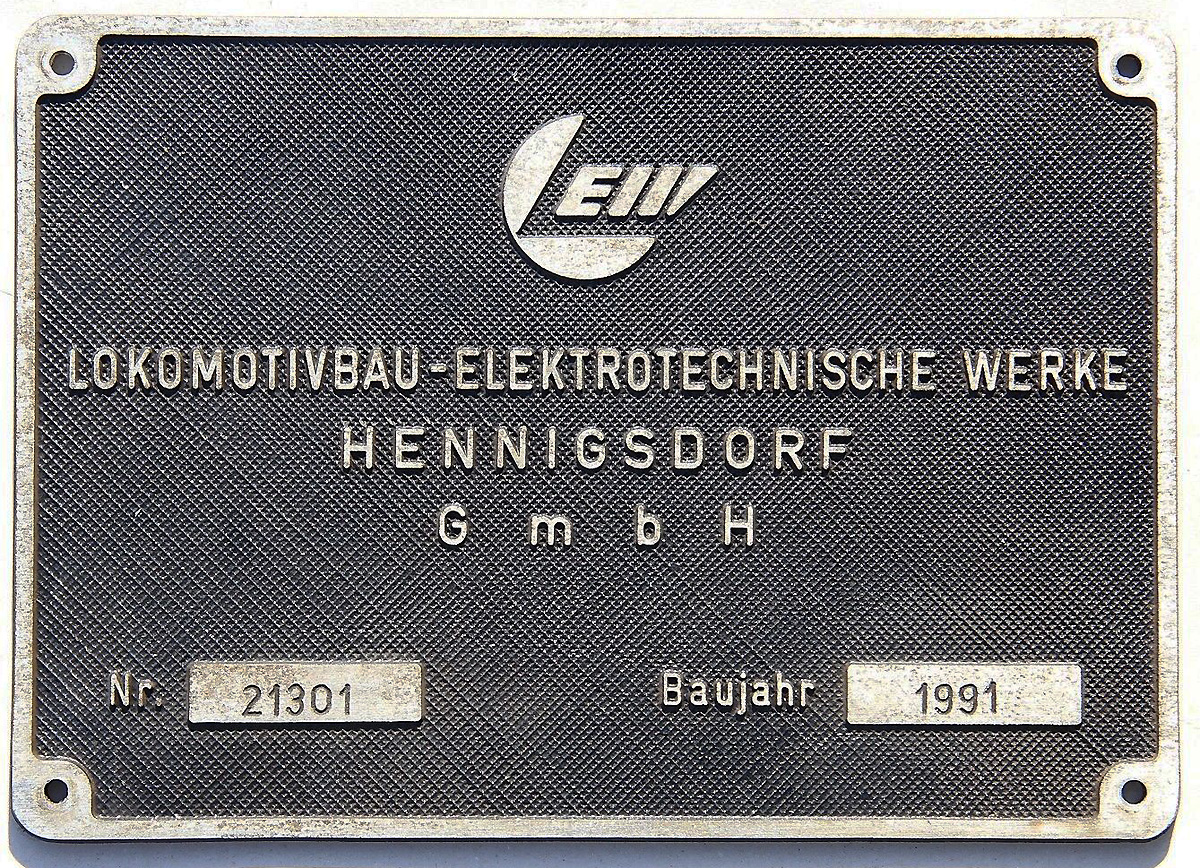 LEW
LOKOMOTIVBAU-ELEKTROTECHNISCHE WERKE
HENNIGSDORF
GmbH
Nr. 21301 Baujahr 1991